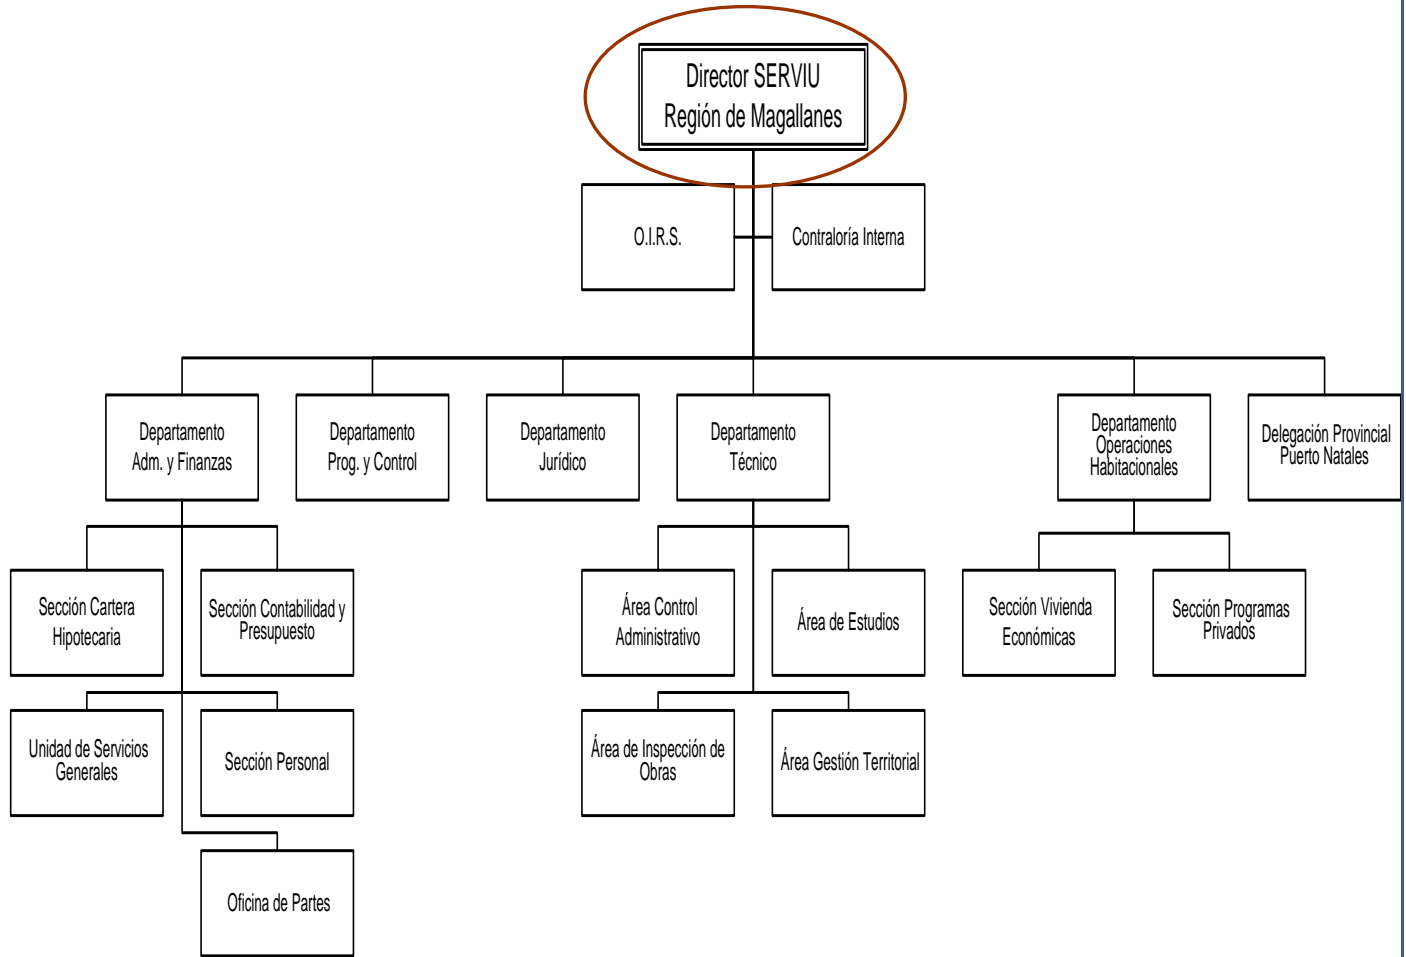 Director SERVIU
Región de Magallanes
O.I.R.S.
Contraloría Interna
Departamento
Adm. y Finanzas
Departamento
Prog. y Control
Departamento
Jurídico
Departamento
Técnico
Departamento
Operaciones
Habitacionales
Delegación Provincial
Puerto Natales
Sección Cartera
Hipotecaria
Sección Contabilidad y
Presupuesto
Área Control
Administrativo
Área de Estudios
Sección Vivienda
Económicas
Sección Programas
Privados
Unidad de Servicios
Generales
Sección Personal
Área de Inspección de
Obras
Área Gestión Territorial
Oficina de Partes